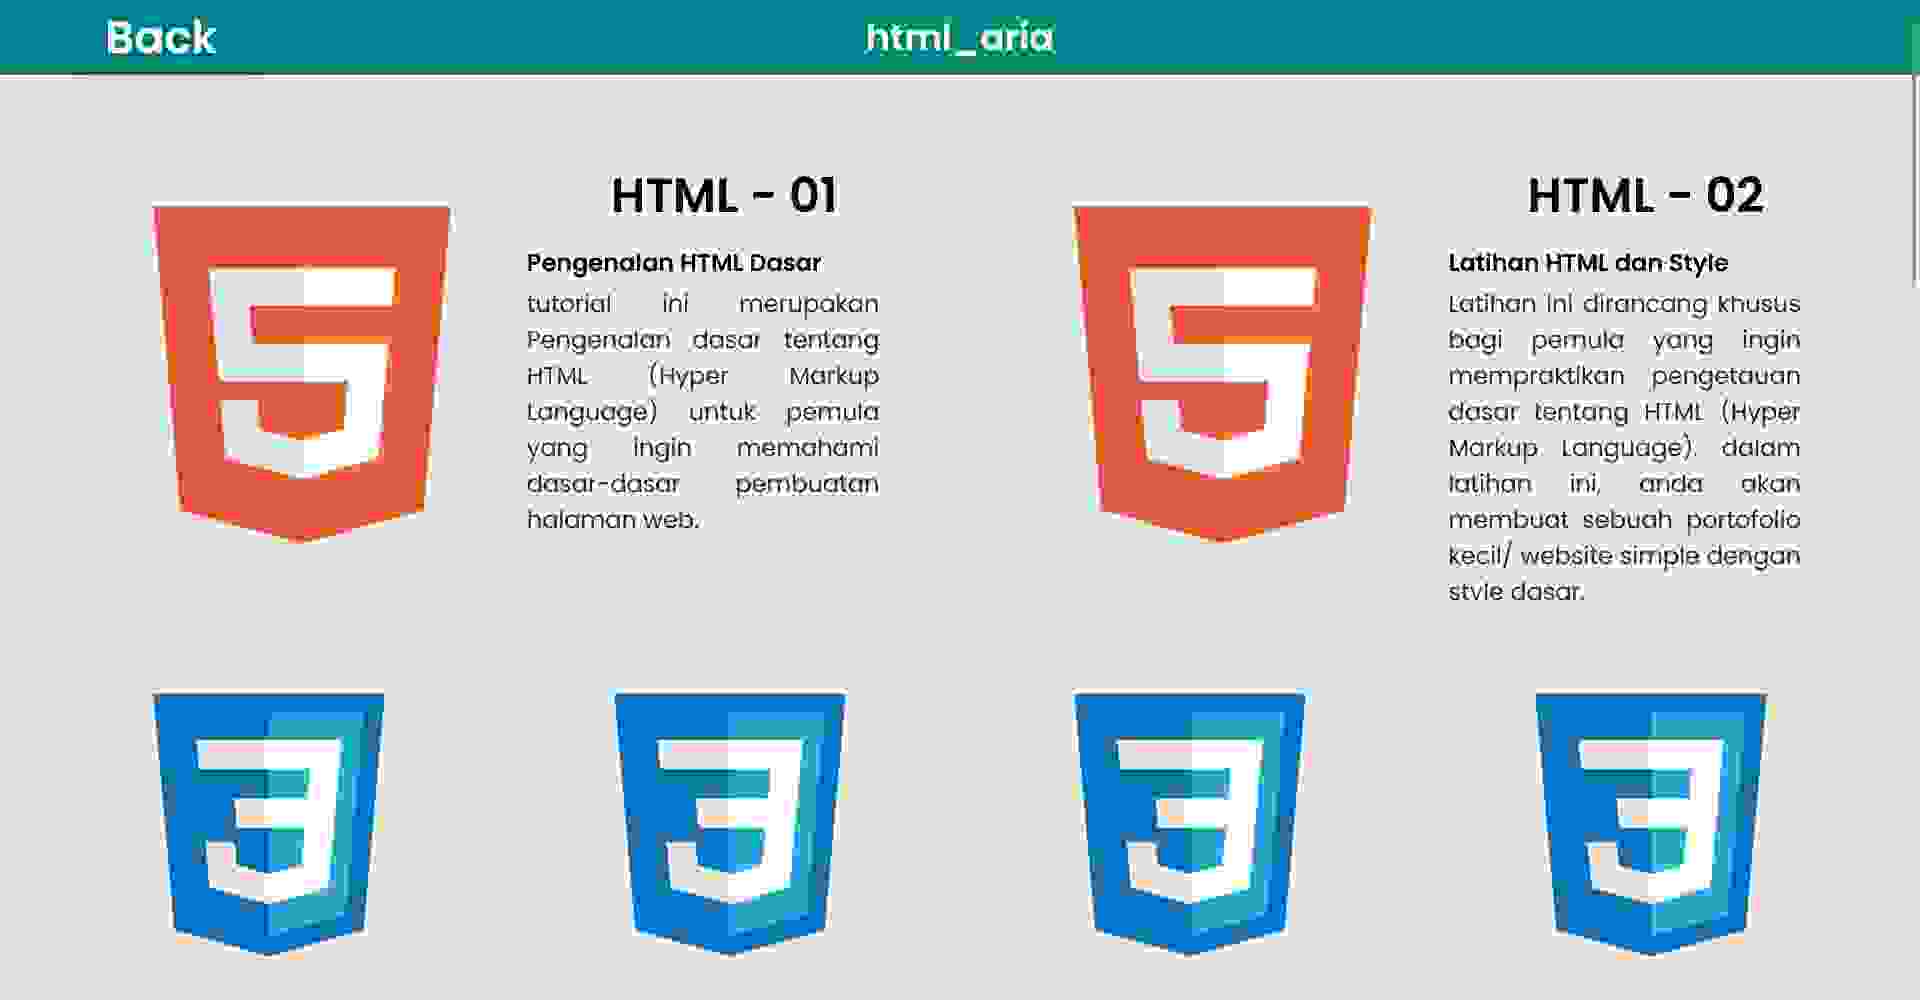 Back
html_aria
HTML - 01
Pengenalan HTML Dasar
tutorial ini merupakan
Pengenalan dasar tentang
HTML (Hyper Markup
Language) untuk pemula
yang ingin memahami
dasar-dasar pembuatan
halaman web.
HTML - 02
Latihan HTML dan Style
Latihan ini dirancang khusus
bagi pemula yang ingin
mempraktikan pengetauan
dasar tentang HTML (Hyper
Markup Language). dalam
latihan ini, anda akan
membuat sebuah portofolio
kecil/ website simple dengan
style dasar.